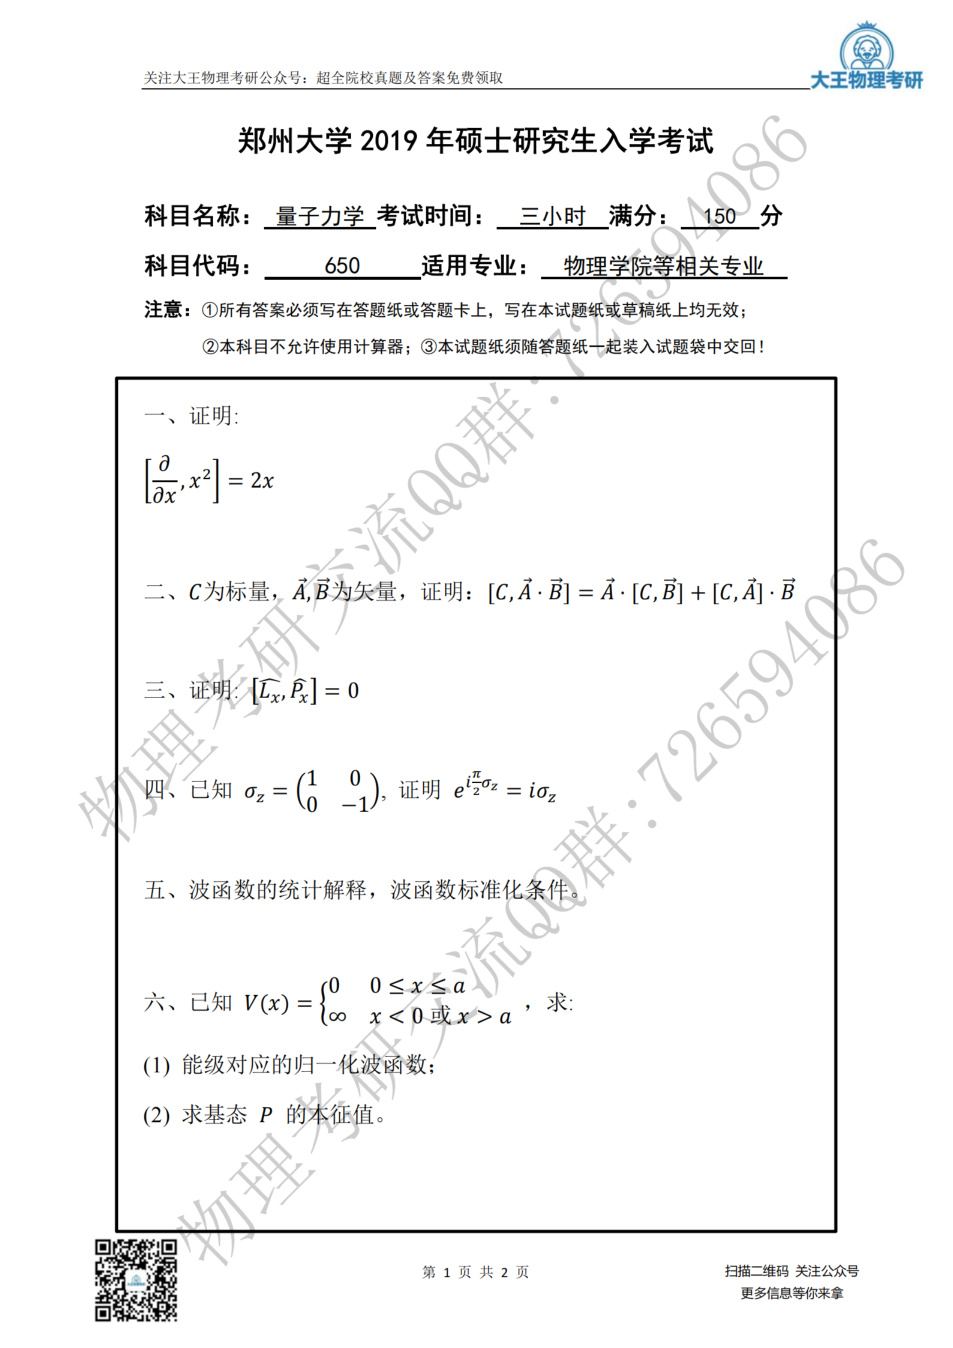 关注大王物理考研公众号：超全院校真题及答案免费领取
大王物理考研
郑州大学 2019 年硕士研究生入学考试
科目名称： 量子力学 考试时间： 三小时 满分： 150 分
科目代码： 650 适用专业： 物理学院等相关专业
注意：①所有答案必须写在答题纸或答题卡上，写在本试题纸或草稿纸上均无效；
②本科目不允许使用计算器；③本试题纸须随答题纸一起装入试题袋中交回！
一、证明:
[∂/∂x, x²] = 2x
二、C为标量，A⃗, B⃗为矢量，证明：[C, A⃗ · B⃗] = A⃗ · [C, B⃗] + [C, A⃗] · B⃗
三、证明: [L̂ₓ, P̂ₓ] = 0
四、已知 σ_z = (1 0 0 −1), 证明 e^{i(π/2)σ_z} = iσ_z
五、波函数的统计解释，波函数标准化条件。
六、已知 V(x) = {0 0 ≤ x ≤ a ∞ x < 0 或 x > a ，求:
(1) 能级对应的归一化波函数；
(2) 求基态 P 的本征值。
物理考研交流QQ群：726594086
物理考研交流QQ群：726594086
大王物理考研
第 1 页 共 2 页
扫描二维码 关注公众号
更多信息等你来拿